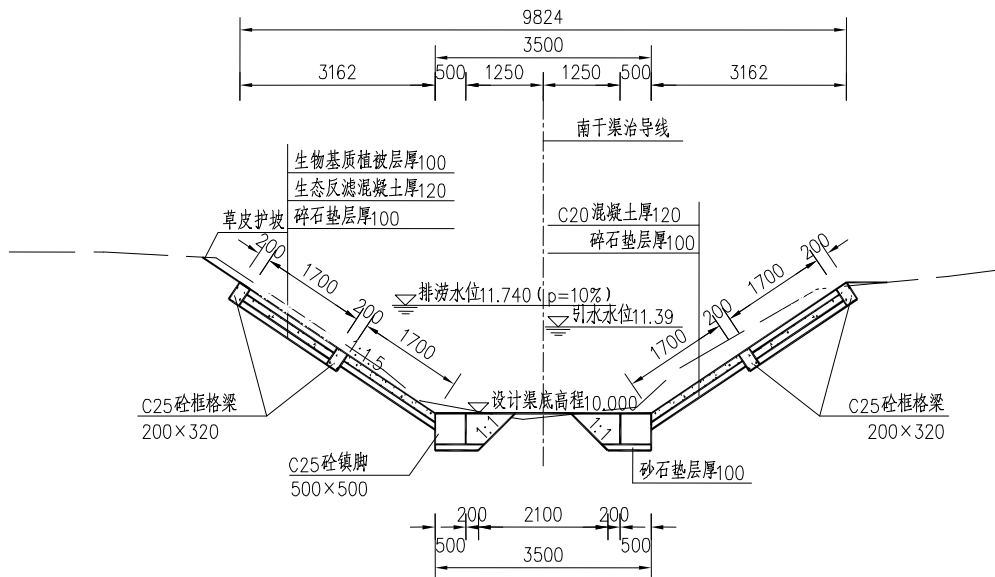 9824
3500
3162
500
1250
1250
500
3162
南干渠治导线
生物基质植被层厚100
生态反滤混凝土厚120
碎石垫层厚100
草皮护坡
C20混凝土厚120
碎石垫层厚100
200
1700
200
1700
200
1700
200
1700
排涝水位11.740(p=10%)
引水水位11.39
1:1.5
设计渠底高程10.000
1:1
1:1
C25砼框格梁
200×320
C25砼框格梁
200×320
C25砼镇脚
500×500
砂石垫层厚100
200
2100
200
500
500
3500